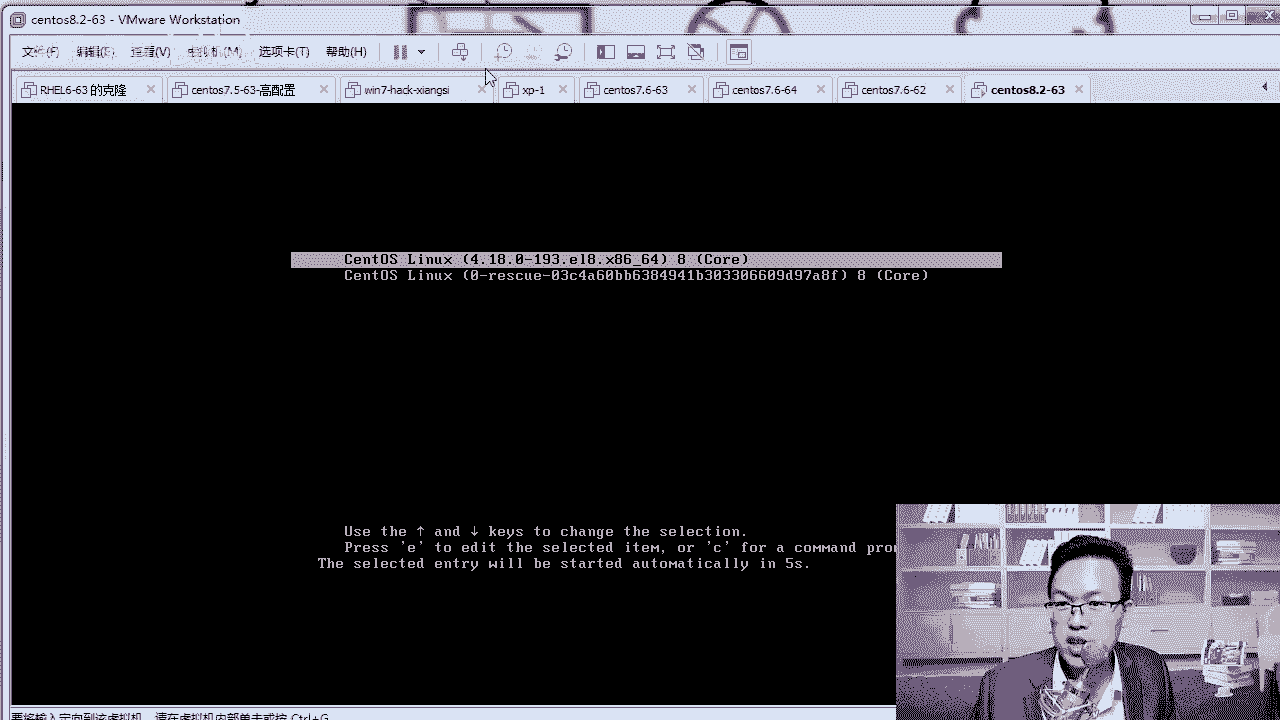 centos8.2-63 - VMware Workstation
文件(F) 编辑(E) 查看(V) 虚拟机(M) 选项卡(T) 帮助(H)
RHEL6-63 的克隆 centos7.5-63-高配置 win7-hack-xiangsi xp-1 centos7.6-63 centos7.6-64 centos7.6-62 centos8.2-63
CentOS Linux (4.18.0-193.el8.x86_64) 8 (Core)
CentOS Linux (0-rescue-03c4a60bb6384941b303306609d97a8f) 8 (Core)
Use the ↑ and ↓ keys to change the selection.
Press 'e' to edit the selected item, or 'c' for a command pro
The selected entry will be started automatically in 5s.
要将输入定向到该虚拟机，请在虚拟机内部单击或按 Ctrl+G